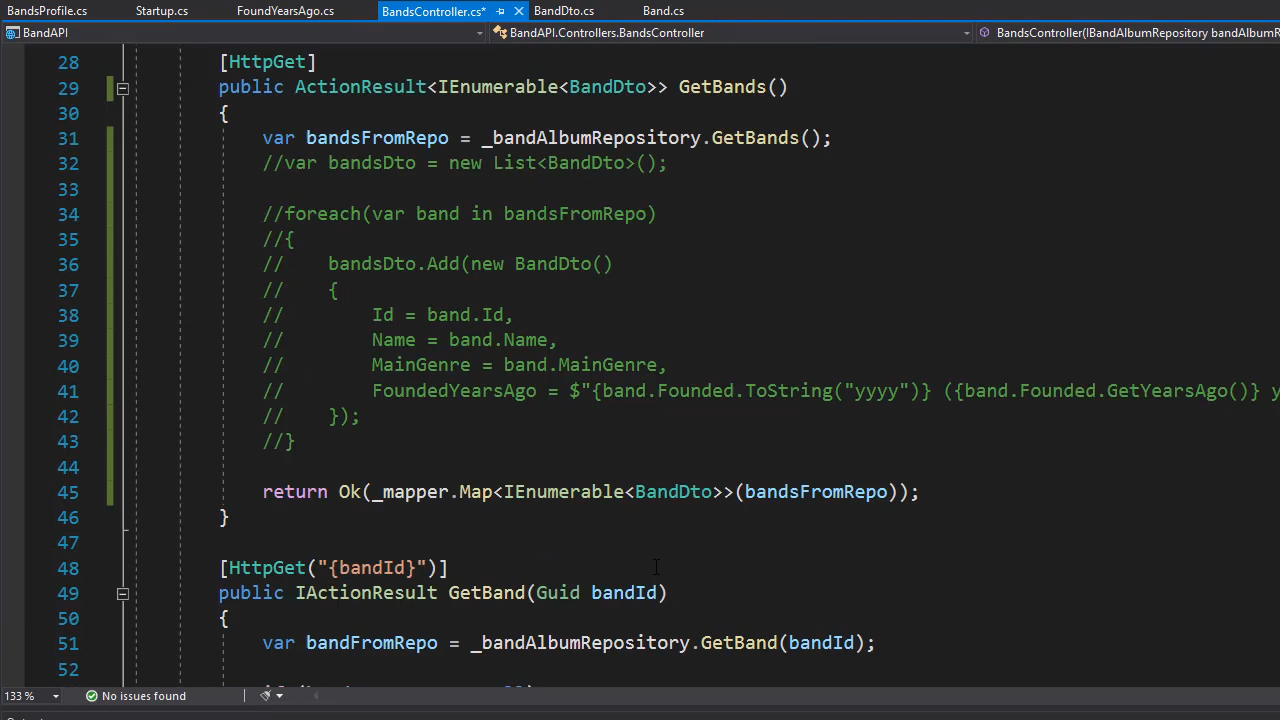 BandsProfile.cs Startup.cs FoundYearsAgo.cs BandsController.cs* BandDto.cs Band.cs
BandAPI BandAPI.Controllers.BandsController BandsController(IBandAlbumRepository bandAlbumR
28 [HttpGet]
29 public ActionResult<IEnumerable<BandDto>> GetBands()
30 {
31 var bandsFromRepo = _bandAlbumRepository.GetBands();
32 //var bandsDto = new List<BandDto>();
33
34 //foreach(var band in bandsFromRepo)
35 //{
36 // bandsDto.Add(new BandDto()
37 // {
38 // Id = band.Id,
39 // Name = band.Name,
40 // MainGenre = band.MainGenre,
41 // FoundedYearsAgo = $"{band.Founded.ToString("yyyy")} ({band.Founded.GetYearsAgo()} y
42 // });
43 //}
44
45 return Ok(_mapper.Map<IEnumerable<BandDto>>(bandsFromRepo));
46 }
47
48 [HttpGet("{bandId}")]
49 public IActionResult GetBand(Guid bandId)
50 {
51 var bandFromRepo = _bandAlbumRepository.GetBand(bandId);
52
133 % No issues found